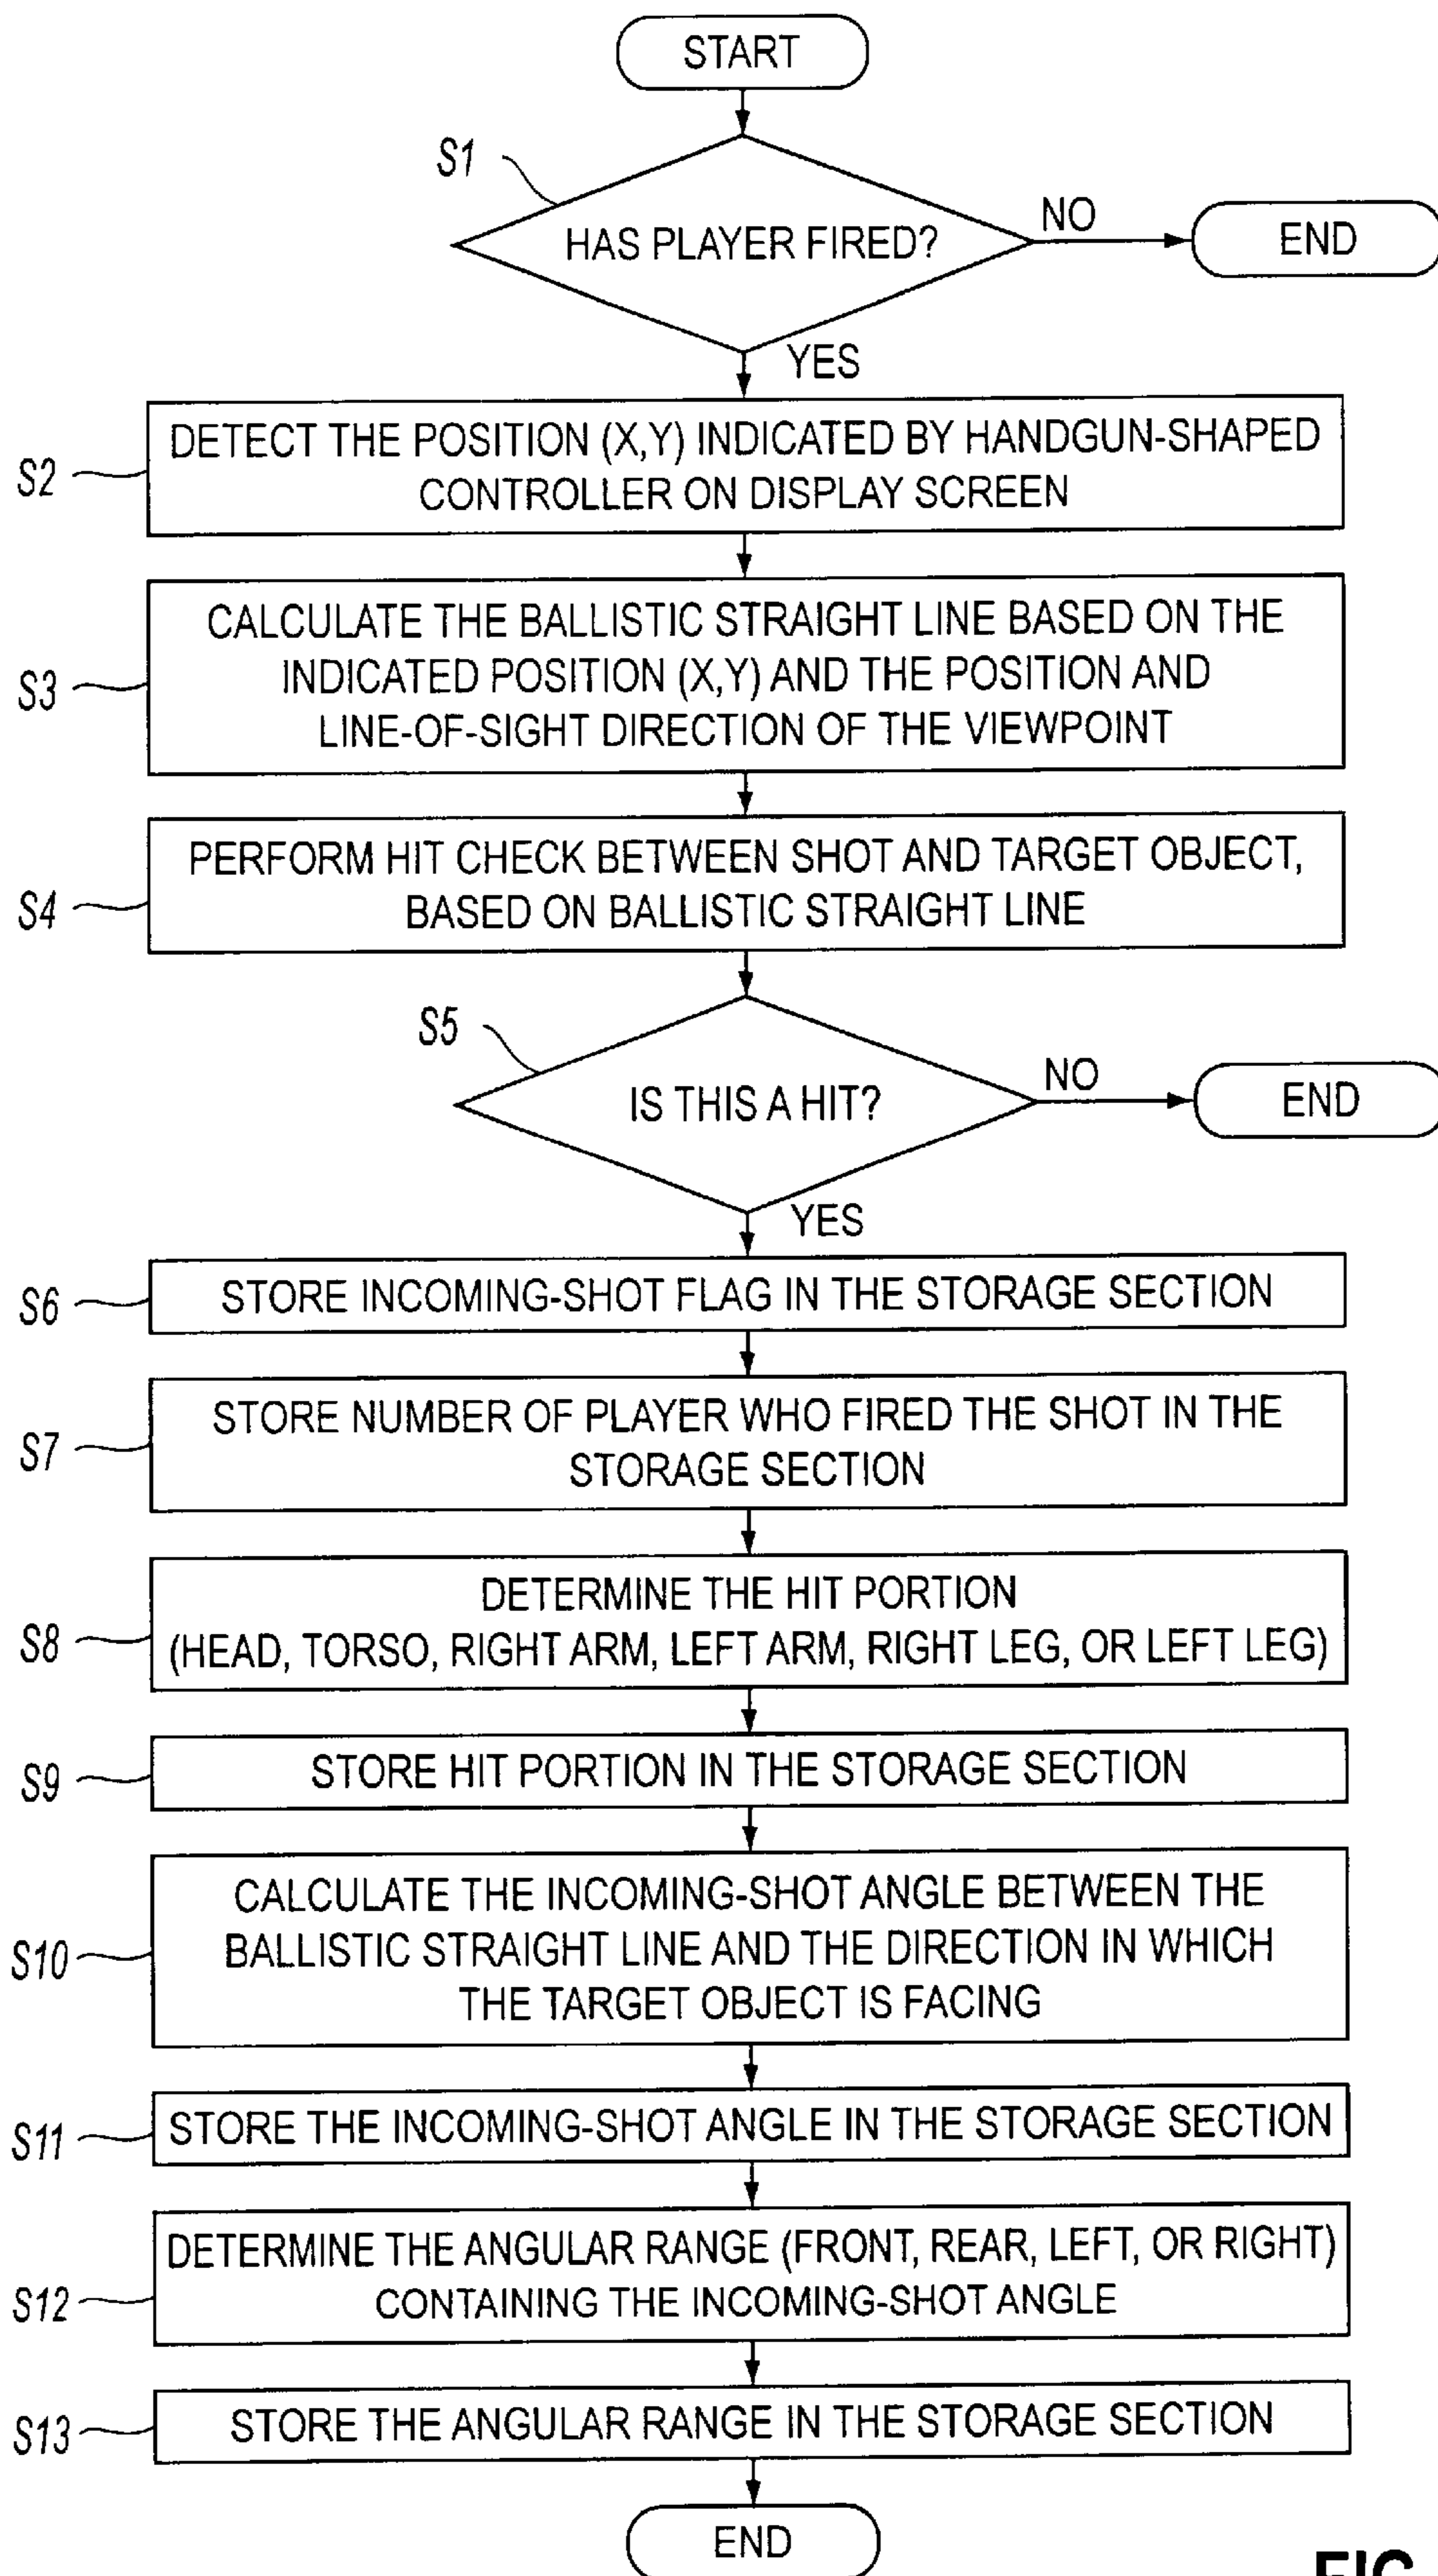 START
S1
HAS PLAYER FIRED?
NO
END
YES
S2
DETECT THE POSITION (X,Y) INDICATED BY HANDGUN-SHAPED
CONTROLLER ON DISPLAY SCREEN
S3
CALCULATE THE BALLISTIC STRAIGHT LINE BASED ON THE
INDICATED POSITION (X,Y) AND THE POSITION AND
LINE-OF-SIGHT DIRECTION OF THE VIEWPOINT
S4
PERFORM HIT CHECK BETWEEN SHOT AND TARGET OBJECT,
BASED ON BALLISTIC STRAIGHT LINE
S5
IS THIS A HIT?
NO
END
YES
S6
STORE INCOMING-SHOT FLAG IN THE STORAGE SECTION
S7
STORE NUMBER OF PLAYER WHO FIRED THE SHOT IN THE
STORAGE SECTION
S8
DETERMINE THE HIT PORTION
(HEAD, TORSO, RIGHT ARM, LEFT ARM, RIGHT LEG, OR LEFT LEG)
S9
STORE HIT PORTION IN THE STORAGE SECTION
S10
CALCULATE THE INCOMING-SHOT ANGLE BETWEEN THE
BALLISTIC STRAIGHT LINE AND THE DIRECTION IN WHICH
THE TARGET OBJECT IS FACING
S11
STORE THE INCOMING-SHOT ANGLE IN THE STORAGE SECTION
S12
DETERMINE THE ANGULAR RANGE (FRONT, REAR, LEFT, OR RIGHT)
CONTAINING THE INCOMING-SHOT ANGLE
S13
STORE THE ANGULAR RANGE IN THE STORAGE SECTION
END
FIG